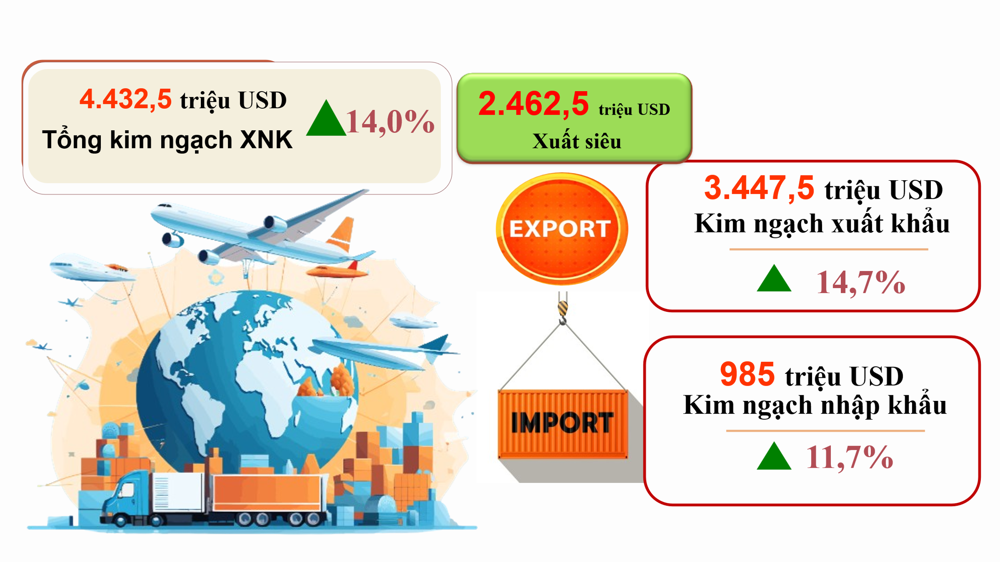 4.432,5 triệu USD
Tổng kim ngạch XNK
14,0%
2.462,5 triệu USD
Xuất siêu
EXPORT
3.447,5 triệu USD
Kim ngạch xuất khẩu
14,7%
IMPORT
985 triệu USD
Kim ngạch nhập khẩu
11,7%